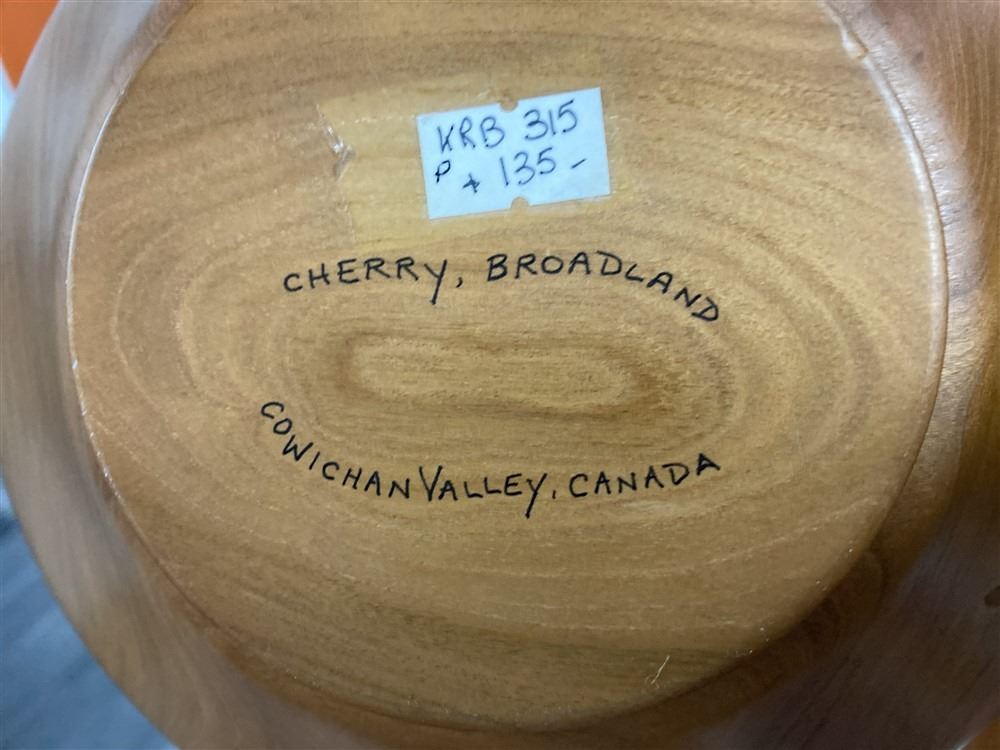 KRB 315
P + 135 -
CHERRY, BROADLAND
COWICHAN VALLEY, CANADA